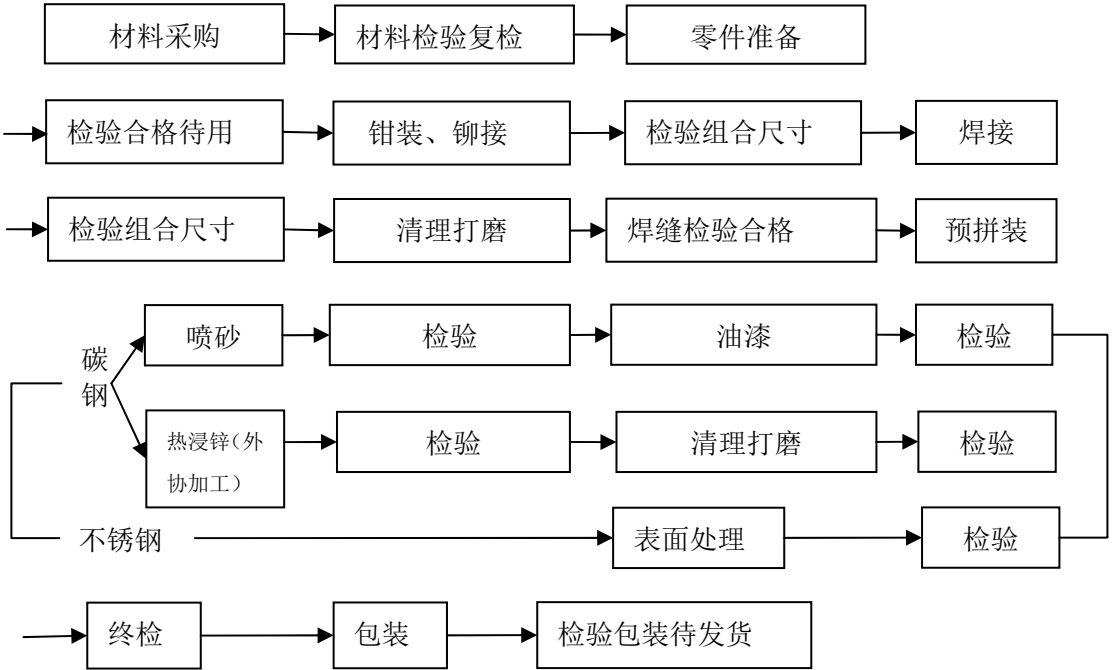 材料采购
材料检验复检
零件准备
检验合格待用
钳装、铆接
检验组合尺寸
焊接
检验组合尺寸
清理打磨
焊缝检验合格
预拼装
碳
钢
喷砂
检验
油漆
检验
热浸锌（外
协加工）
检验
清理打磨
检验
不锈钢
表面处理
检验
终检
包装
检验包装待发货